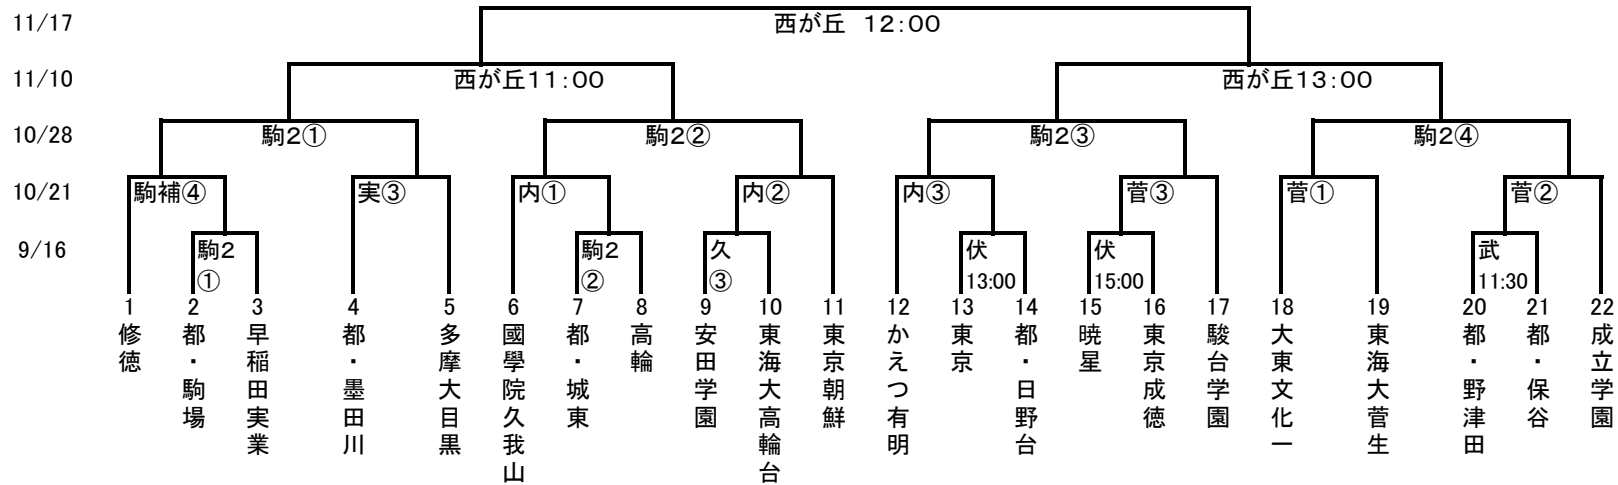 11/17 西が丘 12:00
11/10 西が丘11:00 西が丘13:00
10/28 駒2① 駒2② 駒2③ 駒2④
10/21 駒補④ 実③ 内① 内② 内③ 菅③ 菅① 菅②
9/16 駒2 駒2 久 伏 伏 武
① ② ③ 13:00 15:00 11:30
1 2 3 4 5 6 7 8 9 10 11 12 13 14 15 16 17 18 19 20 21 22
修徳
都・駒場
早稲田実業
都・墨田川
多摩大目黒
國學院久我山
都・城東
高輪
安田学園
東海大高輪台
東京朝鮮
かえつ有明
東京
都・日野台
暁星
東京成徳
駿台学園
大東文化一
東海大菅生
都・野津田
都・保谷
成立学園